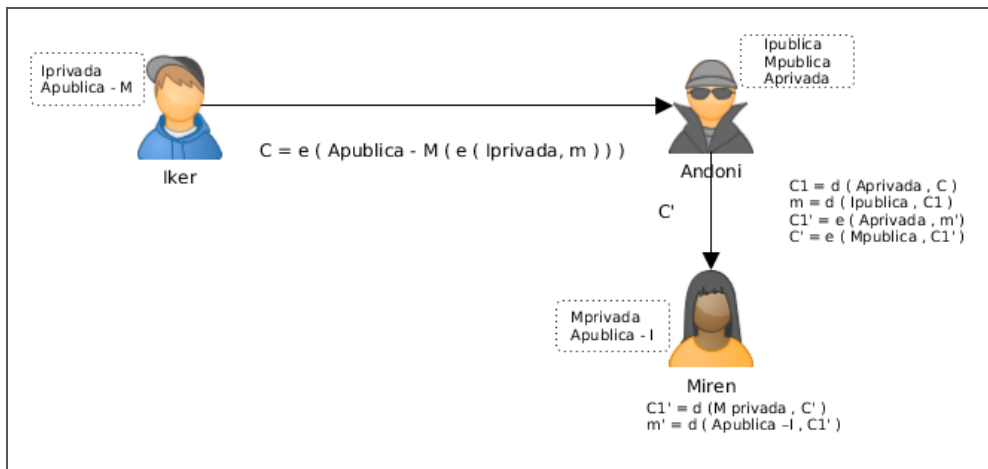 Iprivada
Apublica - M
Ipublica
Mpublica
Aprivada
C = e ( Apublica - M ( e ( Iprivada, m ) ) )
Iker
Andoni
C1 = d ( Aprivada , C )
m = d ( Ipublica , C1 )
C1' = e ( Aprivada , m')
C' = e ( Mpublica , C1' )
C'
Mprivada
Apublica - I
Miren
C1' = d (M privada , C' )
m' = d ( Apublica –I , C1' )